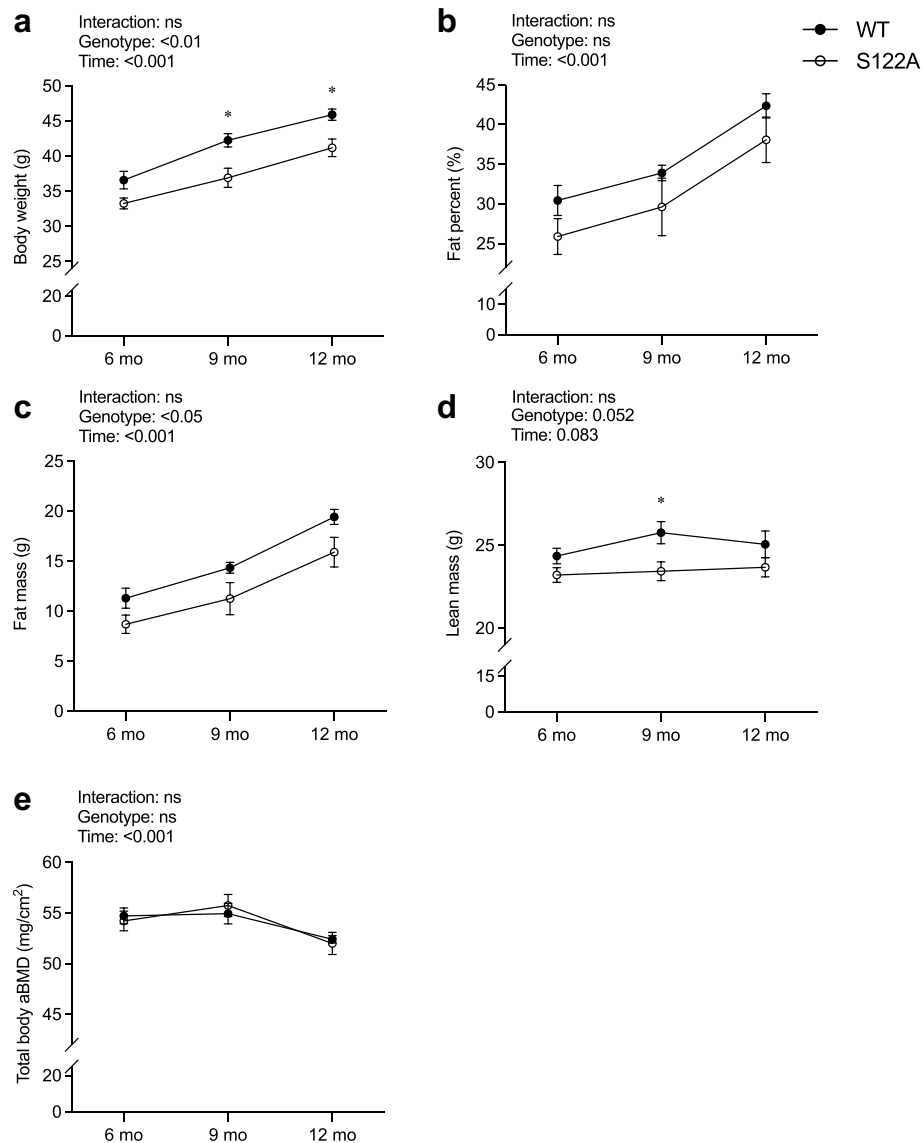 a
Interaction: ns
Genotype: <0.01
Time: <0.001
Body weight (g)
50
45
40
35
30
25
20
0
*
*
6 mo
9 mo
12 mo
b
Interaction: ns
Genotype: ns
Time: <0.001
Fat percent (%)
45
40
35
30
25
10
0
6 mo
9 mo
12 mo
WT
S122A
c
Interaction: ns
Genotype: <0.05
Time: <0.001
Fat mass (g)
25
20
15
10
5
0
6 mo
9 mo
12 mo
d
Interaction: ns
Genotype: 0.052
Time: 0.083
Lean mass (g)
30
25
20
15
0
*
6 mo
9 mo
12 mo
e
Interaction: ns
Genotype: ns
Time: <0.001
Total body aBMD (mg/cm²)
60
55
50
45
20
0
6 mo
9 mo
12 mo